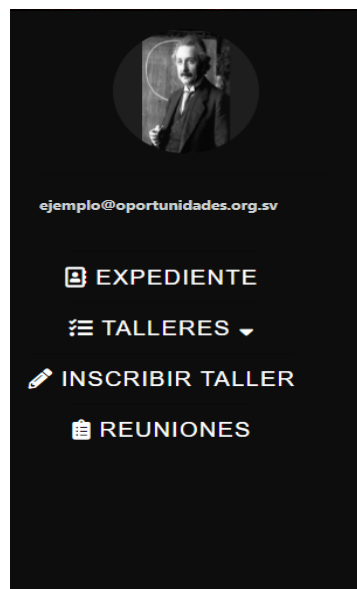 ejemplo@oportunidades.org.sv
EXPEDIENTE
TALLERES
INSCRIBIR TALLER
REUNIONES